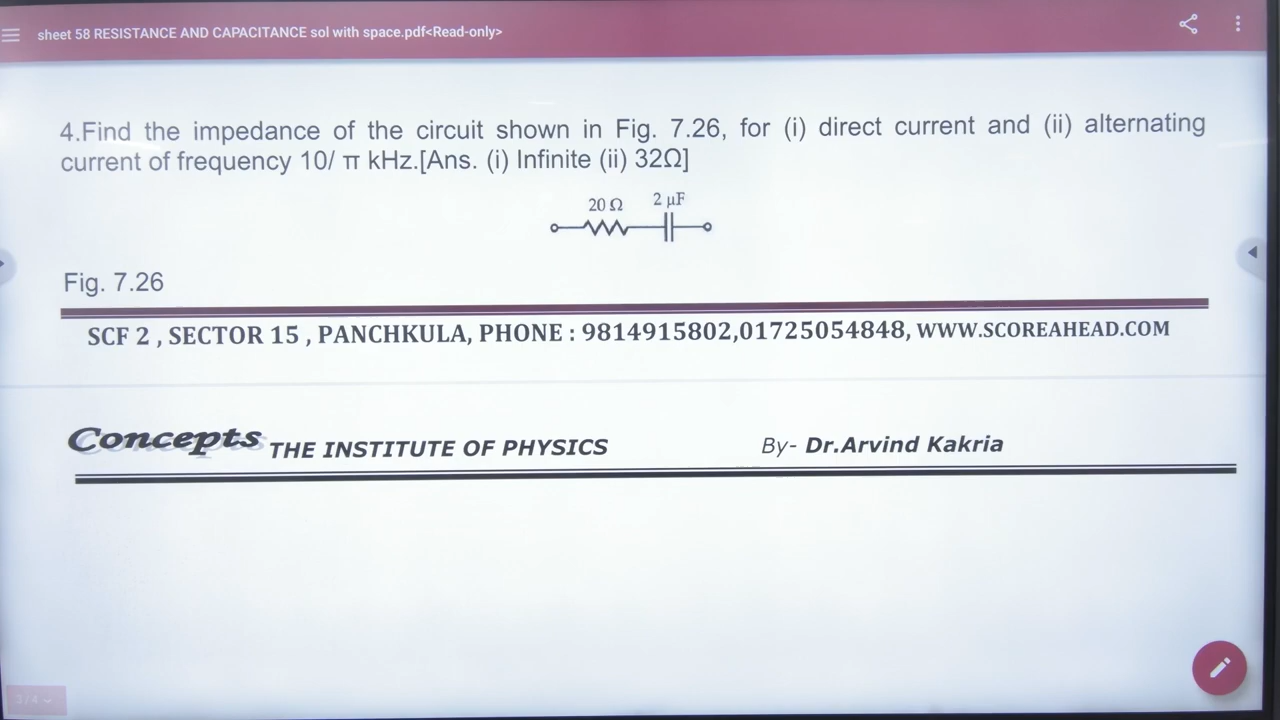 sheet 58 RESISTANCE AND CAPACITANCE sol with space.pdf<Read-only>
4.Find the impedance of the circuit shown in Fig. 7.26, for (i) direct current and (ii) alternating
current of frequency 10/ π kHz.[Ans. (i) Infinite (ii) 32Ω]
20 Ω 2 μF
Fig. 7.26
SCF 2 , SECTOR 15 , PANCHKULA, PHONE : 9814915802,01725054848, WWW.SCOREAHEAD.COM
Concepts THE INSTITUTE OF PHYSICS By- Dr.Arvind Kakria
3/4